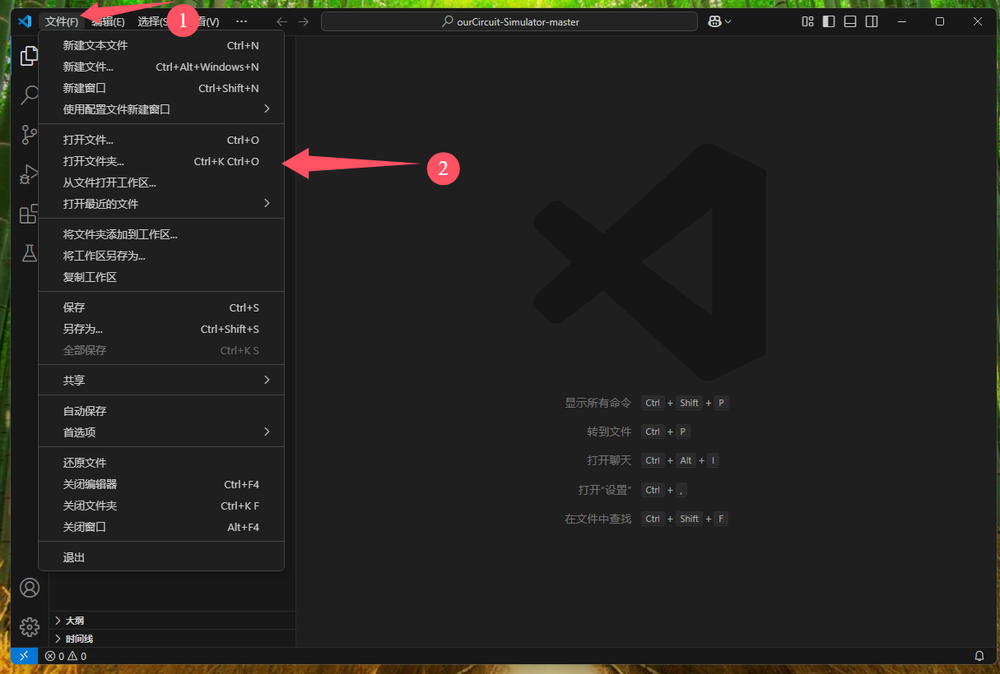 文件(F) 编辑(E) 选择(S 看(V) ···
1
ourCircuit-Simulator-master
新建文本文件 Ctrl+N
新建文件... Ctrl+Alt+Windows+N
新建窗口 Ctrl+Shift+N
使用配置文件新建窗口
打开文件... Ctrl+O
打开文件夹... Ctrl+K Ctrl+O
2
从文件打开工作区...
打开最近的文件
将文件夹添加到工作区...
将工作区另存为...
复制工作区
保存 Ctrl+S
另存为... Ctrl+Shift+S
全部保存 Ctrl+K S
共享
自动保存
首选项
还原文件
关闭编辑器 Ctrl+F4
关闭文件夹 Ctrl+K F
关闭窗口 Alt+F4
退出
显示所有命令 Ctrl + Shift + P
转到文件 Ctrl + P
打开聊天 Ctrl + Alt + I
打开“设置” Ctrl + ,
在文件中查找 Ctrl + Shift + F
大纲
时间线
0 0